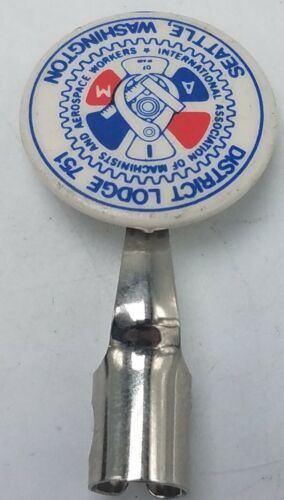 DISTRICT LODGE 751
SEATTLE, WASHINGTON
INTERNATIONAL ASSOCIATION OF MACHINISTS AND AEROSPACE WORKERS ★
I
A
M